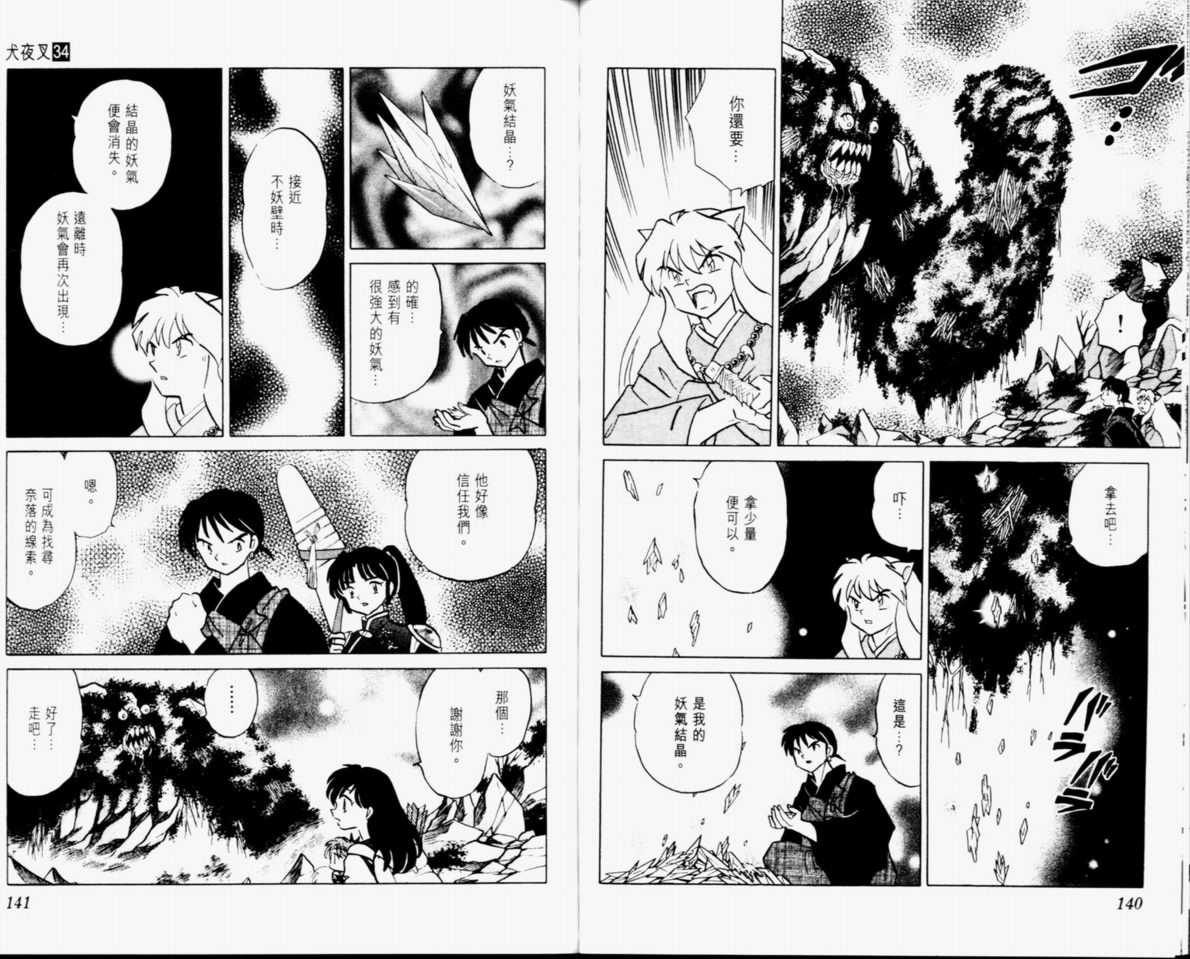 コ…
！
你還要…
拿去吧…
バラバラ
吓…
拿少量
便可以。
這是…？
是我的
妖氣結晶。
140
犬夜叉34
妖氣結晶…？
的確…
感到有
很強大的妖氣…
接近
不妖壁時…
結晶的妖氣
便會消失。
遠離時
妖氣會再次出現…
他好像
信任我們。
嗯。
可成為找尋
奈落的線索。
那個…
謝謝你。
……
好了…
走吧…
141